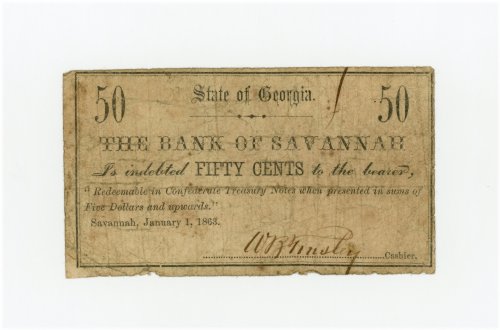 50 State of Georgia. 50
THE BANK OF SAVANNAH
Is indebted FIFTY CENTS to the bearer,
"Redeemable in Confederate Treasury Notes when presented in sums of
Five Dollars and upwards."
Savannah, January 1, 1863.
Cashier.